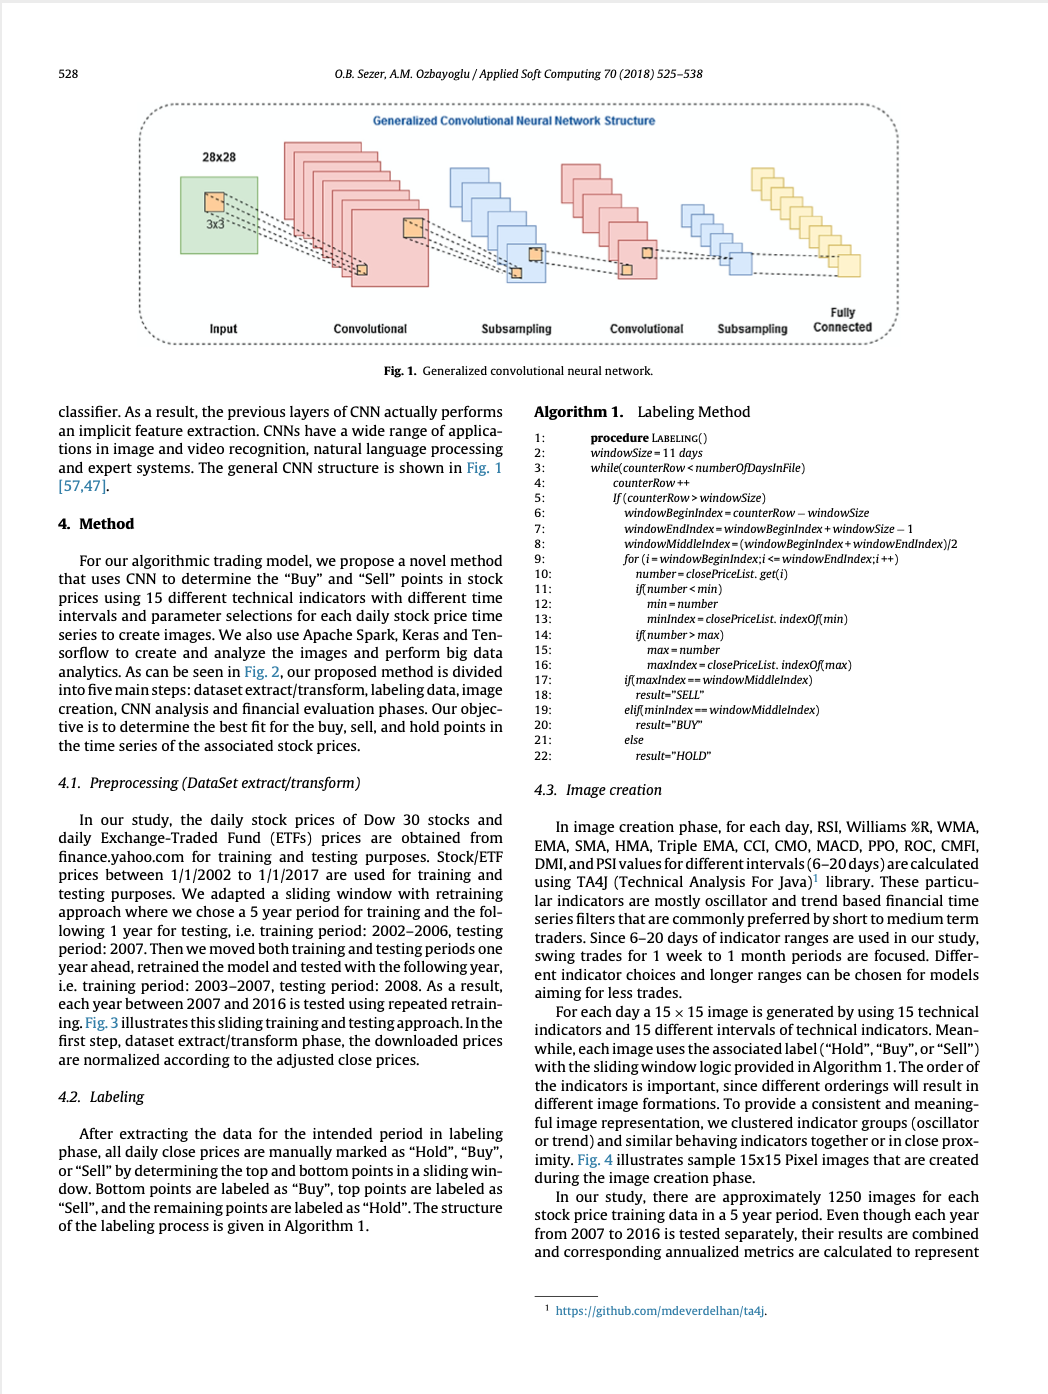 528
O.B. Sezer, A.M. Ozbayoglu / Applied Soft Computing 70 (2018) 525–538
Generalized Convolutional Neural Network Structure
28x28
3x3
Input
Convolutional
Subsampling
Convolutional
Subsampling
Fully
Connected
Fig. 1. Generalized convolutional neural network.
classifier. As a result, the previous layers of CNN actually performs
an implicit feature extraction. CNNs have a wide range of applica-
tions in image and video recognition, natural language processing
and expert systems. The general CNN structure is shown in Fig. 1
[57,47].
4. Method
For our algorithmic trading model, we propose a novel method
that uses CNN to determine the “Buy” and “Sell” points in stock
prices using 15 different technical indicators with different time
intervals and parameter selections for each daily stock price time
series to create images. We also use Apache Spark, Keras and Ten-
sorflow to create and analyze the images and perform big data
analytics. As can be seen in Fig. 2, our proposed method is divided
into five main steps: dataset extract/transform, labeling data, image
creation, CNN analysis and financial evaluation phases. Our objec-
tive is to determine the best fit for the buy, sell, and hold points in
the time series of the associated stock prices.
4.1. Preprocessing (DataSet extract/transform)
In our study, the daily stock prices of Dow 30 stocks and
daily Exchange-Traded Fund (ETFs) prices are obtained from
finance.yahoo.com for training and testing purposes. Stock/ETF
prices between 1/1/2002 to 1/1/2017 are used for training and
testing purposes. We adapted a sliding window with retraining
approach where we chose a 5 year period for training and the fol-
lowing 1 year for testing, i.e. training period: 2002–2006, testing
period: 2007. Then we moved both training and testing periods one
year ahead, retrained the model and tested with the following year,
i.e. training period: 2003–2007, testing period: 2008. As a result,
each year between 2007 and 2016 is tested using repeated retrain-
ing. Fig. 3 illustrates this sliding training and testing approach. In the
first step, dataset extract/transform phase, the downloaded prices
are normalized according to the adjusted close prices.
4.2. Labeling
After extracting the data for the intended period in labeling
phase, all daily close prices are manually marked as “Hold”, “Buy”,
or “Sell” by determining the top and bottom points in a sliding win-
dow. Bottom points are labeled as “Buy”, top points are labeled as
“Sell”, and the remaining points are labeled as “Hold”. The structure
of the labeling process is given in Algorithm 1.
Algorithm 1. Labeling Method
1: procedure LABELING()
2: windowSize = 11 days
3: while(counterRow < numberOfDaysInFile)
4: counterRow ++
5: If (counterRow > windowSize)
6: windowBeginIndex = counterRow − windowSize
7: windowEndIndex = windowBeginIndex + windowSize − 1
8: windowMiddleIndex = (windowBeginIndex + windowEndIndex)/2
9: for (i = windowBeginIndex; i <= windowEndIndex; i ++)
10: number = closePriceList. get(i)
11: if(number < min)
12: min = number
13: minIndex = closePriceList. indexOf(min)
14: if(number > max)
15: max = number
16: maxIndex = closePriceList. indexOf(max)
17: if(maxIndex == windowMiddleIndex)
18: result="SELL"
19: elif(minIndex == windowMiddleIndex)
20: result="BUY"
21: else
22: result="HOLD"
4.3. Image creation
In image creation phase, for each day, RSI, Williams %R, WMA,
EMA, SMA, HMA, Triple EMA, CCI, CMO, MACD, PPO, ROC, CMFI,
DMI, and PSI values for different intervals (6–20 days) are calculated
using TA4J (Technical Analysis For Java)1 library. These particu-
lar indicators are mostly oscillator and trend based financial time
series filters that are commonly preferred by short to medium term
traders. Since 6–20 days of indicator ranges are used in our study,
swing trades for 1 week to 1 month periods are focused. Differ-
ent indicator choices and longer ranges can be chosen for models
aiming for less trades.
For each day a 15 × 15 image is generated by using 15 technical
indicators and 15 different intervals of technical indicators. Mean-
while, each image uses the associated label (“Hold”, “Buy”, or “Sell”)
with the sliding window logic provided in Algorithm 1. The order of
the indicators is important, since different orderings will result in
different image formations. To provide a consistent and meaning-
ful image representation, we clustered indicator groups (oscillator
or trend) and similar behaving indicators together or in close prox-
imity. Fig. 4 illustrates sample 15x15 Pixel images that are created
during the image creation phase.
In our study, there are approximately 1250 images for each
stock price training data in a 5 year period. Even though each year
from 2007 to 2016 is tested separately, their results are combined
and corresponding annualized metrics are calculated to represent
1 https://github.com/mdeverdelhan/ta4j.